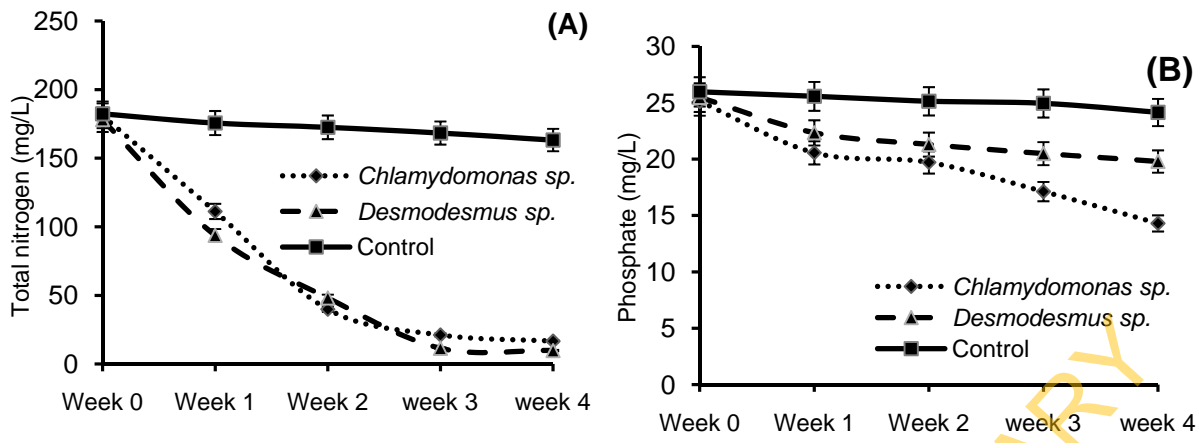 (A)
250
200
150
100
50
0
Total nitrogen (mg/L)
Chlamydomonas sp.
Desmodesmus sp.
Control
Week 0 Week 1 Week 2 week 3 week 4
(B)
30
25
20
15
10
5
0
Phosphate (mg/L)
Chlamydomonas sp.
Desmodesmus sp.
Control
Week 0 Week 1 Week 2 week 3 week 4
RY